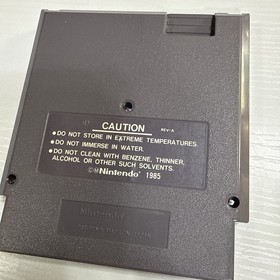 CAUTION
REV-A
•DO NOT STORE IN EXTREME TEMPERATURES.
•DO NOT IMMERSE IN WATER.
•DO NOT CLEAN WITH BENZENE, THINNER,
ALCOHOL OR OTHER SUCH SOLVENTS.
©®Nintendo® 1985
Nintendo